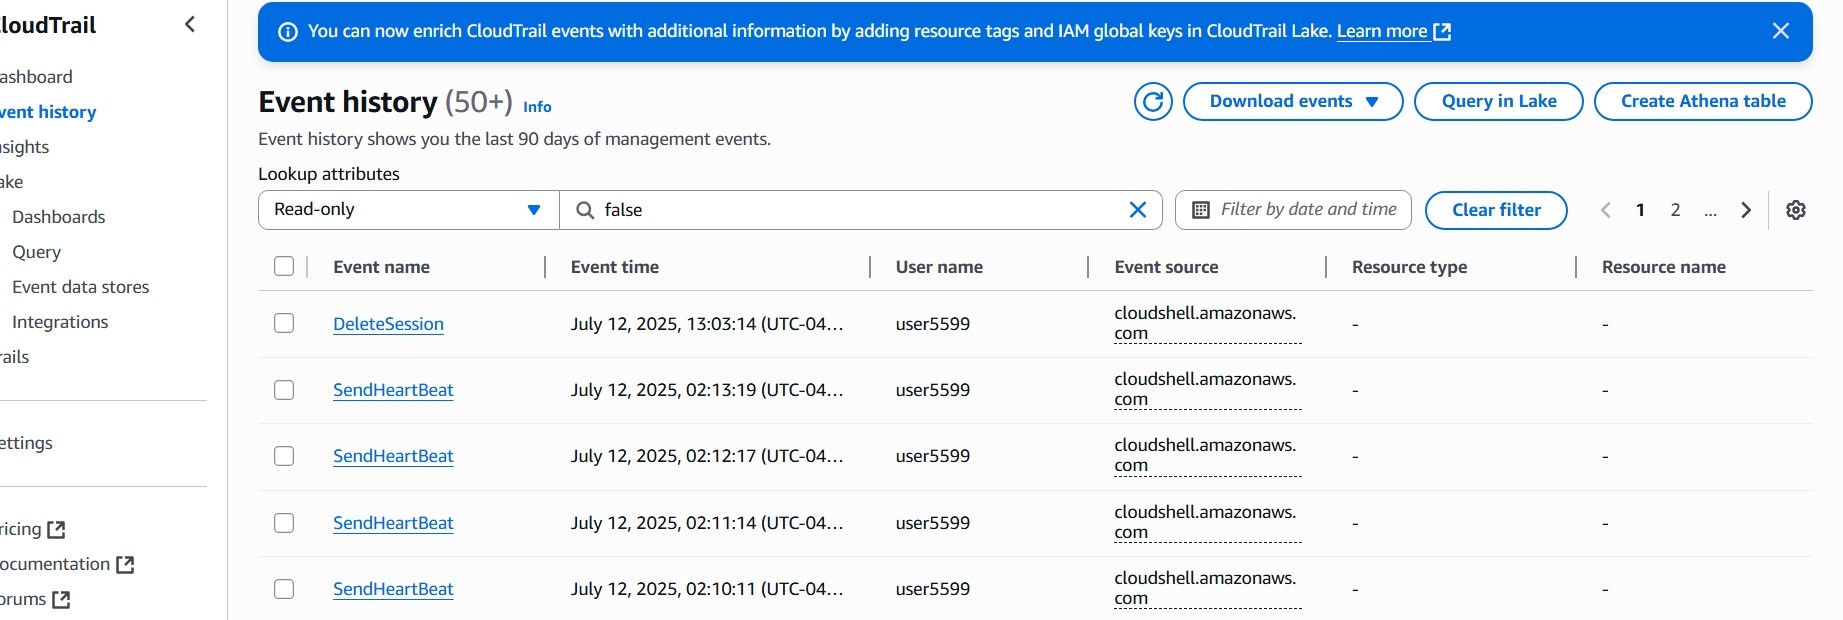 loudTrail
ashboard
vent history
nsights
ake
Dashboards
Query
Event data stores
Integrations
rails
ettings
ricing
ocumentation
orums
You can now enrich CloudTrail events with additional information by adding resource tags and IAM global keys in CloudTrail Lake. Learn more
Event history (50+) Info
Download events
Query in Lake
Create Athena table
Event history shows you the last 90 days of management events.
Lookup attributes
Read-only
false
Filter by date and time
Clear filter
1 2 ...
Event name Event time User name Event source Resource type Resource name
DeleteSession July 12, 2025, 13:03:14 (UTC-04… user5599 cloudshell.amazonaws.
com - -
SendHeartBeat July 12, 2025, 02:13:19 (UTC-04… user5599 cloudshell.amazonaws.
com - -
SendHeartBeat July 12, 2025, 02:12:17 (UTC-04… user5599 cloudshell.amazonaws.
com - -
SendHeartBeat July 12, 2025, 02:11:14 (UTC-04… user5599 cloudshell.amazonaws.
com - -
SendHeartBeat July 12, 2025, 02:10:11 (UTC-04… user5599 cloudshell.amazonaws.
com - -